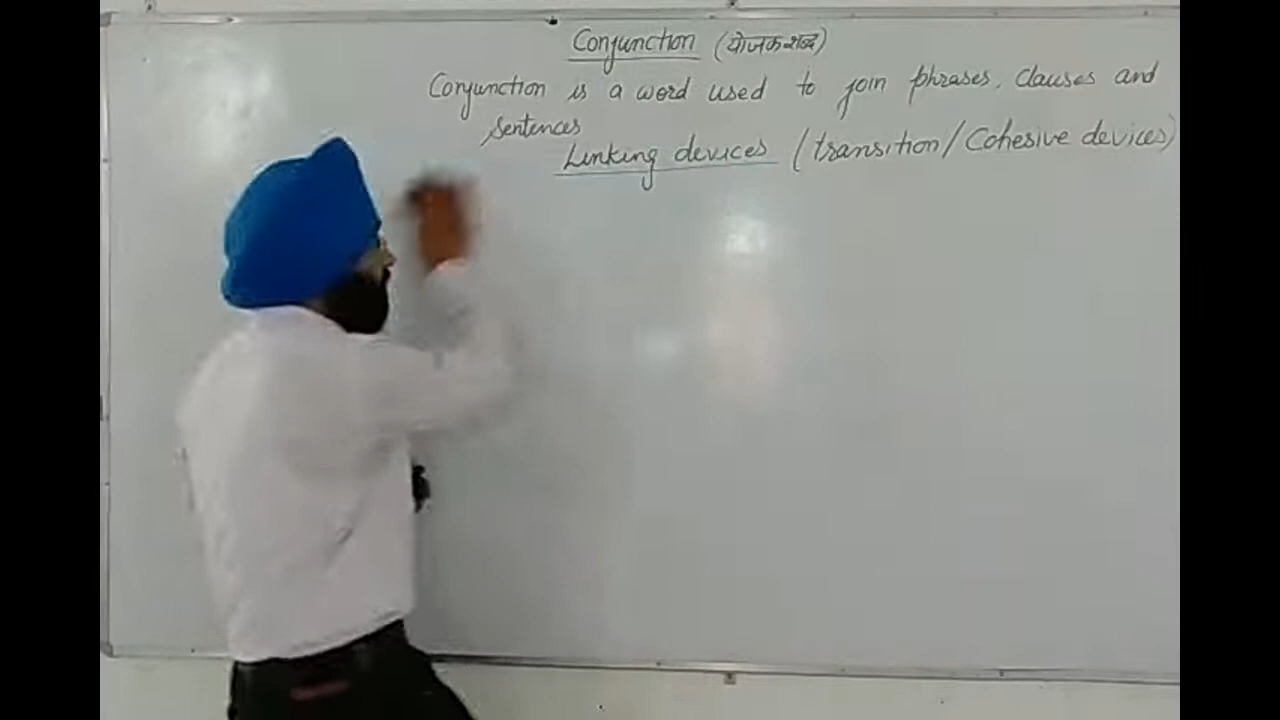 Conjunction (योजक शब्द)
Conjunction is a word used to join phrases, clauses and
sentences
Linking devices (transition/Cohesive devices)